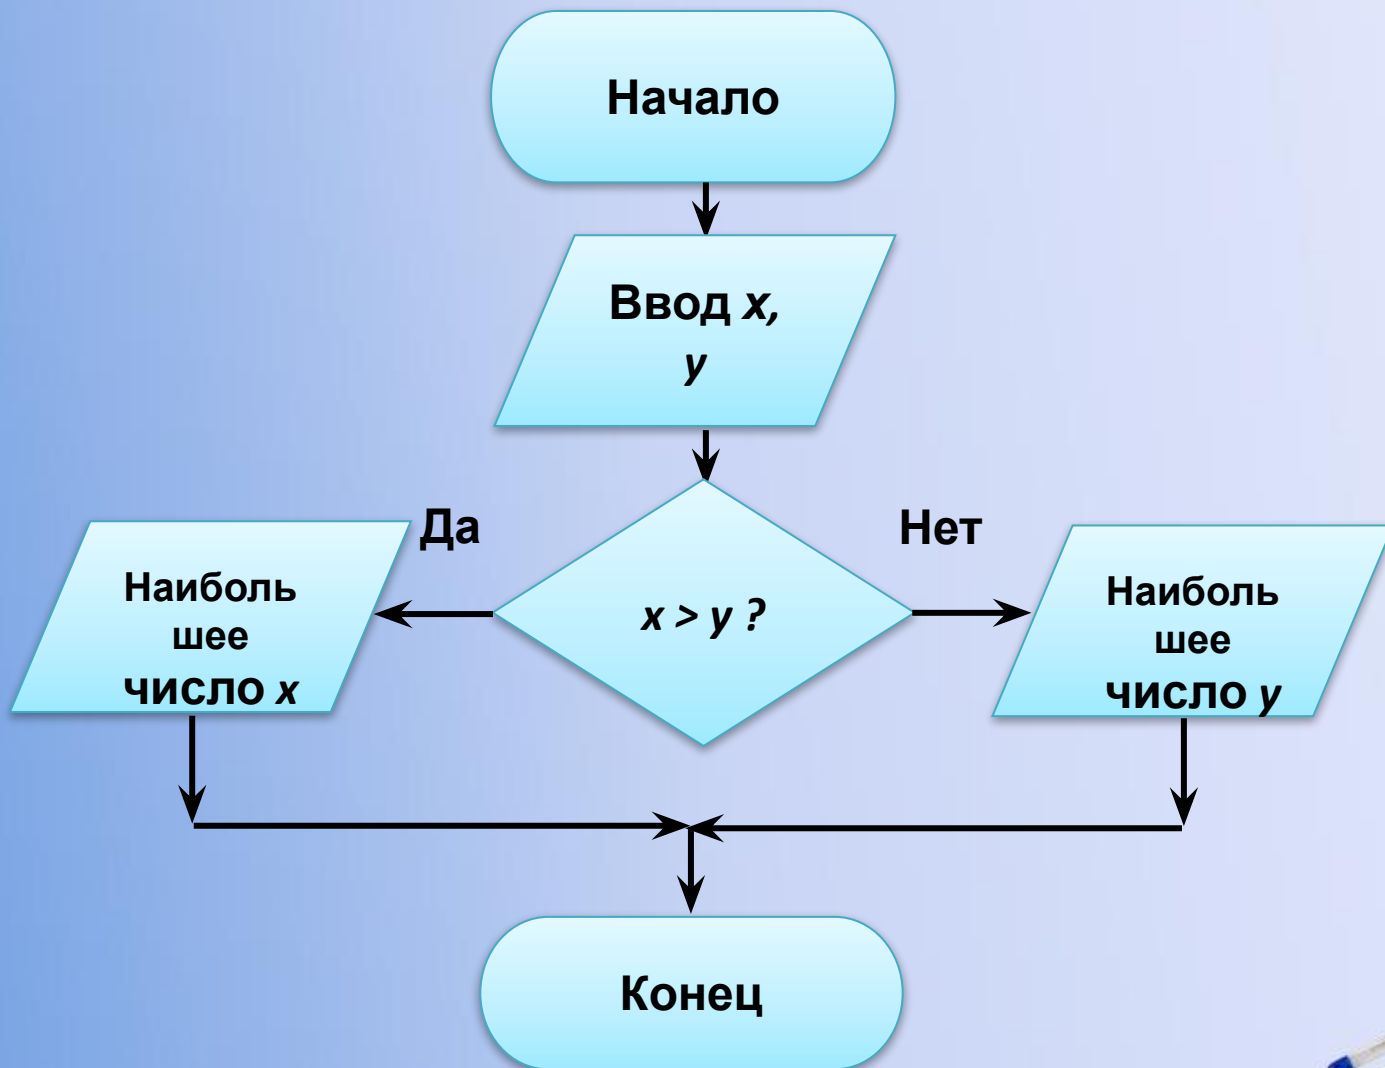 Начало
Ввод x,
y
Да
Нет
Наиболь
шее
число x
x > y ?
Наиболь
шее
число y
Конец